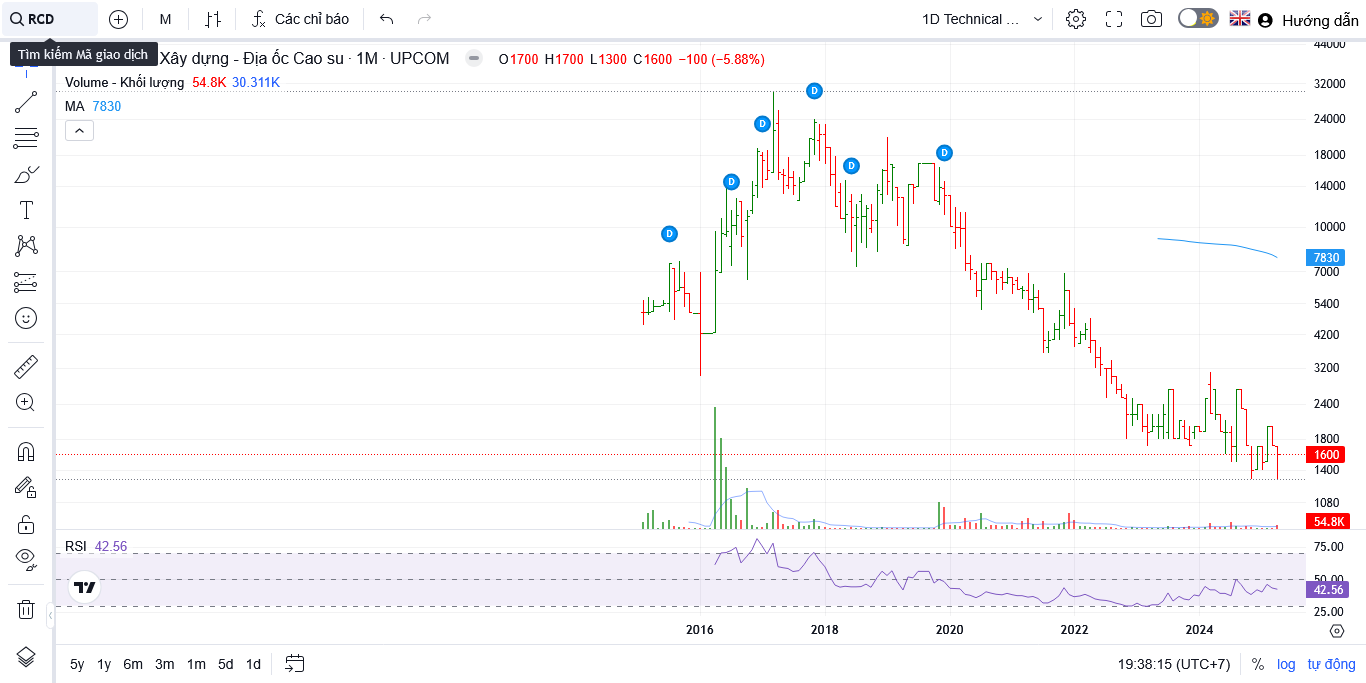 RCD M Các chỉ báo 1D Technical ... Hướng dẫn
Tìm kiếm Mã giao dịch
Xây dựng - Địa ốc Cao su · 1M · UPCOM O1700 H1700 L1300 C1600 −100 (−5.88%)
Volume - Khối lượng 54.8K 30.311K
MA 7830
44000
32000
24000
18000
14000
10000
7830
7000
5400
4200
3200
2400
1800
1600
1400
1080
54.8K
D
D
D
D
D
D
RSI 42.56
75.00
50.00
42.56
25.00
2016 2018 2020 2022 2024
5y 1y 6m 3m 1m 5d 1d 19:38:15 (UTC+7) % log tự động